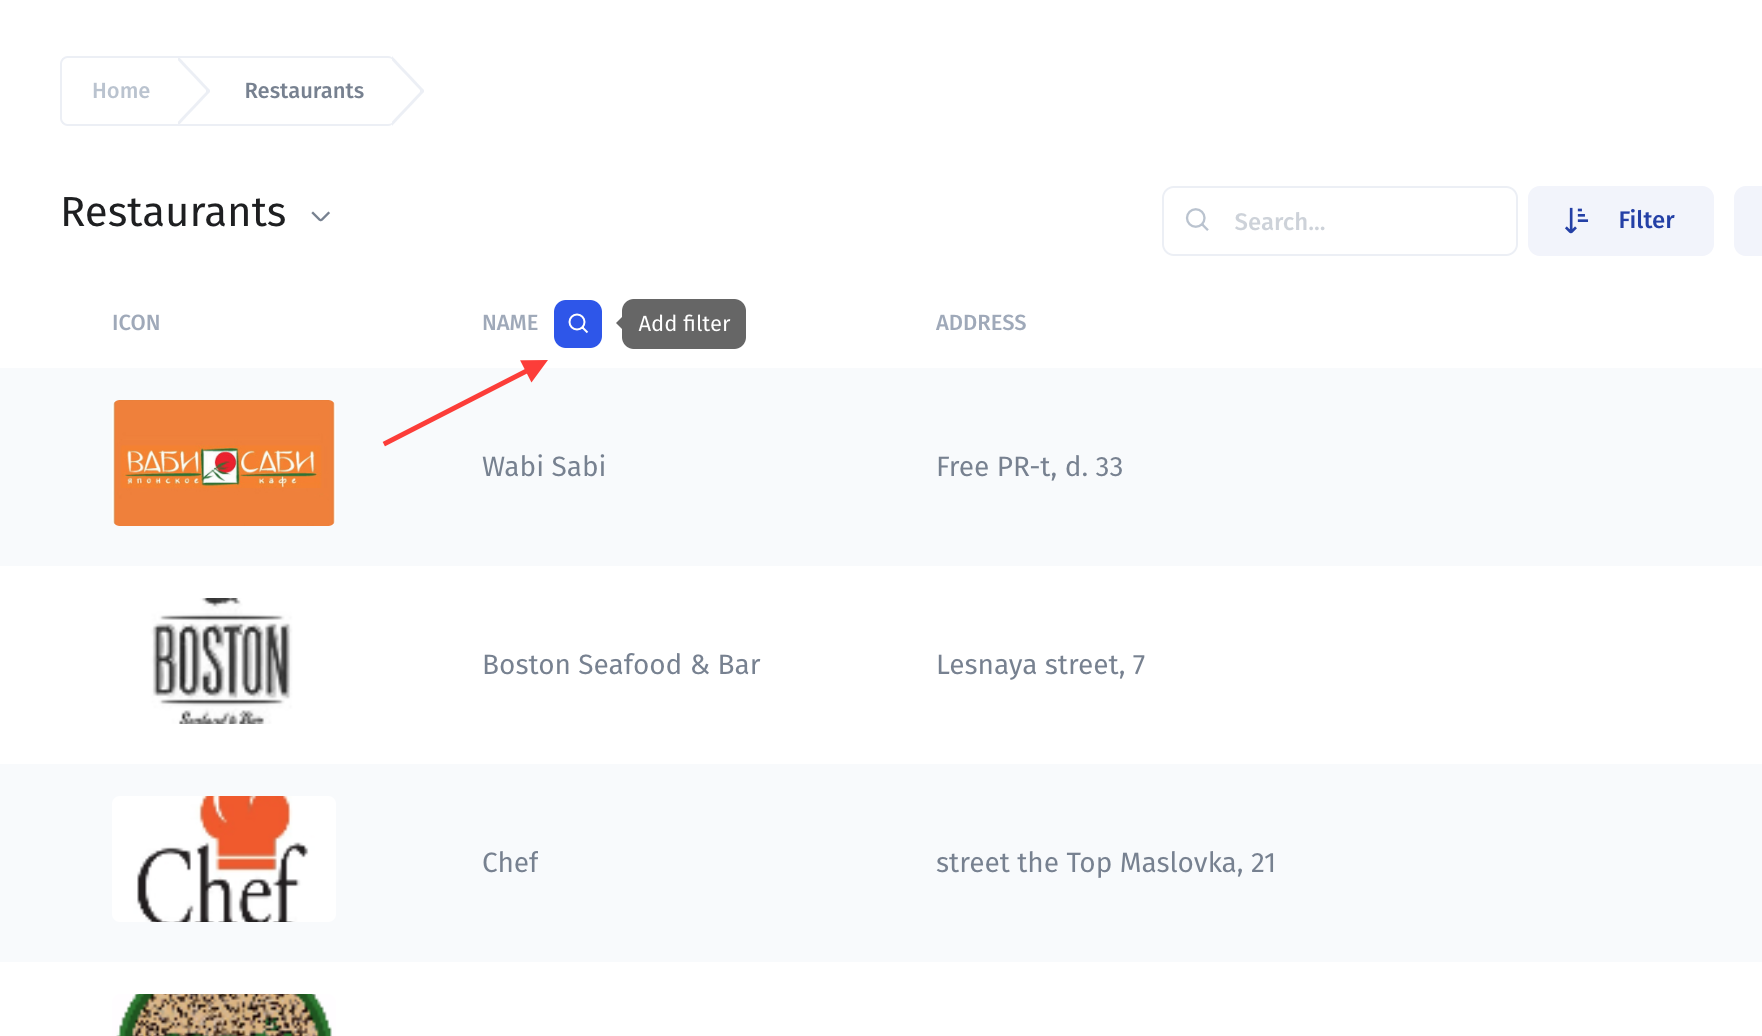 Home
Restaurants
Restaurants
Search...
Filter
ICON
NAME
Add filter
ADDRESS
ВАБИ САБИ
японское кафе
Wabi Sabi
Free PR-t, d. 33
BOSTON
Seafood & Bar
Boston Seafood & Bar
Lesnaya street, 7
Chef
Chef
street the Top Maslovka, 21